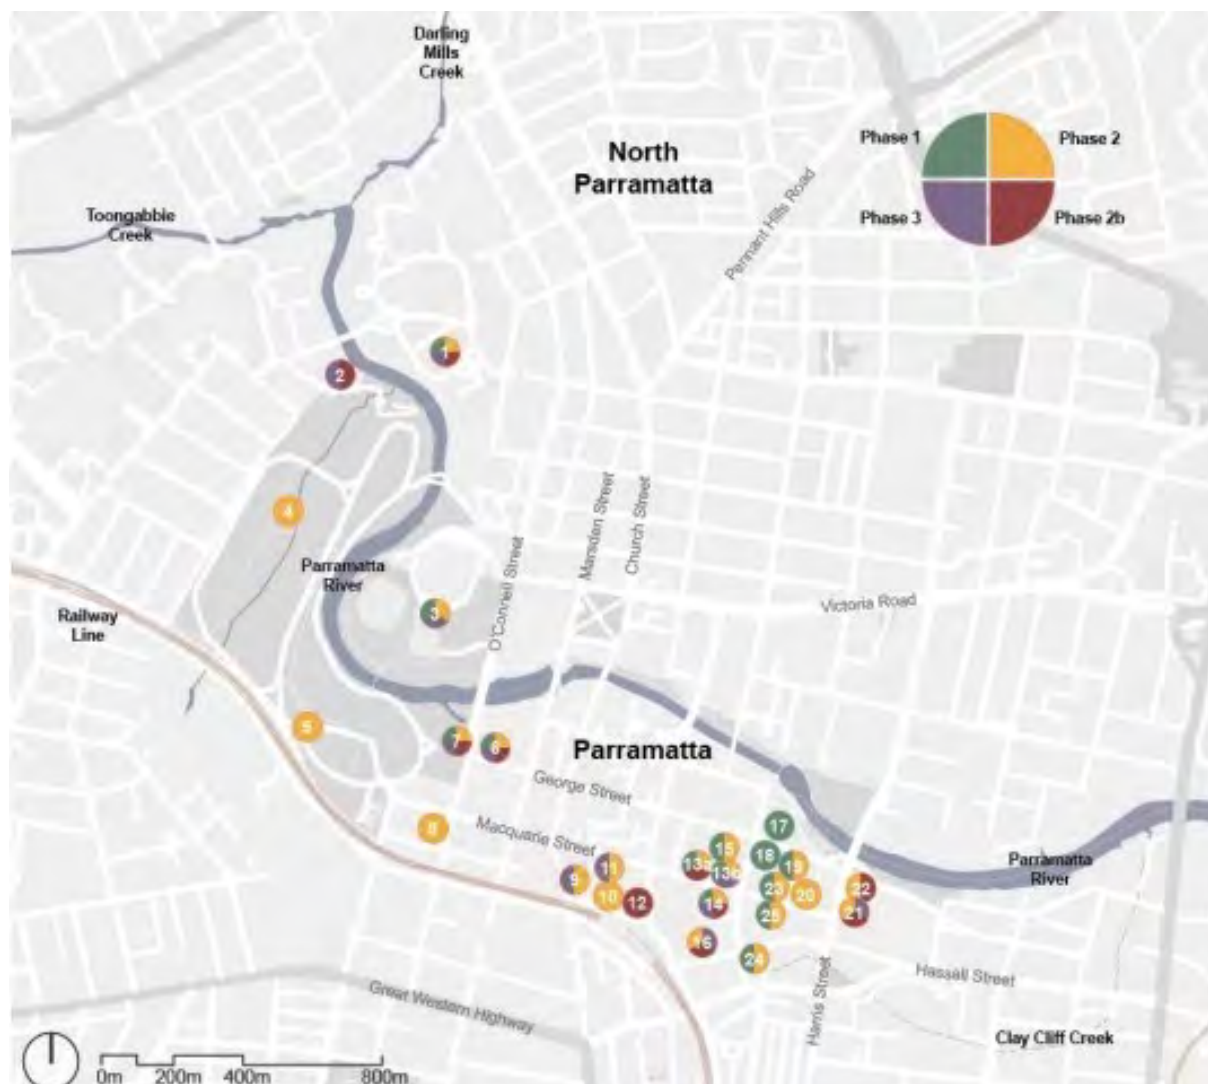 Darling
Mills
Creek
North
Parramatta
Phase 1
Phase 2
Phase 3
Phase 2b
Toongabbie
Creek
Pennant Hills Road
1
2
4
Parramatta
River
Railway
Line
3
O'Connell Street
Marsden Street
Church Street
Victoria Road
5
7
6
Parramatta
George Street
8
Macquarie Street
17
15
18
13a
13b
19
11
9
10
12
23
20
22
14
25
21
16
24
Parramatta
River
Harris Street
Hassall Street
Great Western Highway
Clay Cliff Creek
0m 200m 400m 800m